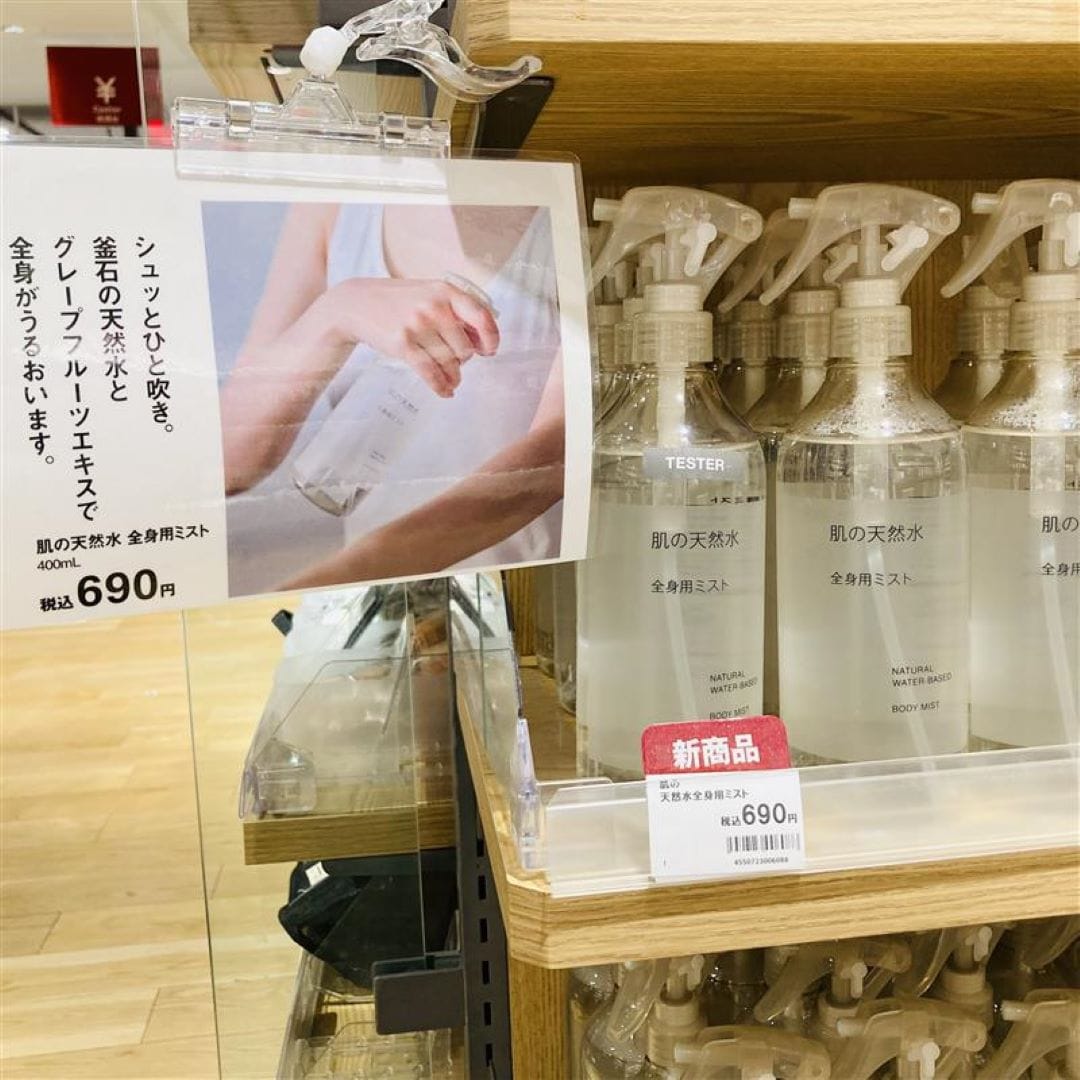 ¥
シュッとひと吹き。
釜石の天然水と
グレープフルーツエキスで
全身がうるおいます。
肌の天然水 全身用ミスト
400mL
税込690円
肌の天然水
TESTER
肌の天然水
全身用ミスト
NATURAL
WATER-BASED
BODY MIST
肌の天然水
全身用ミスト
NATURAL
WATER-BASED
BODY MIST
肌の天
全身用
新商品
肌の
天然水全身用ミスト
税込690円
4550723006088